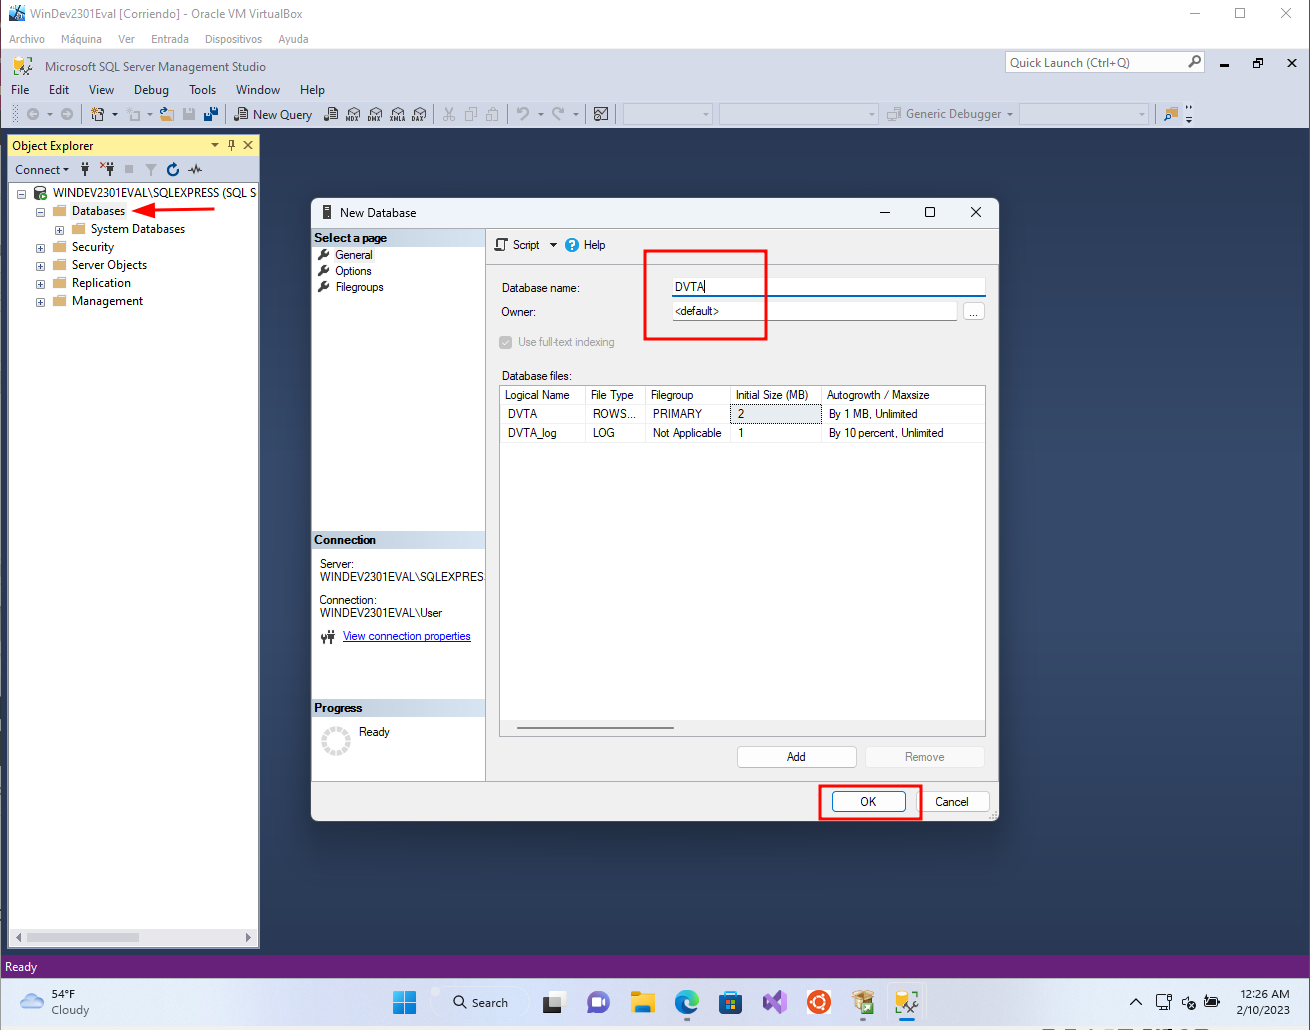 WinDev2301Eval [Corriendo] - Oracle VM VirtualBox
Archivo Máquina Ver Entrada Dispositivos Ayuda
Microsoft SQL Server Management Studio
Quick Launch (Ctrl+Q)
File Edit View Debug Tools Window Help
New Query MDX DMX XMLA DAX Generic Debugger
Object Explorer
Connect
WINDEV2301EVAL\SQLEXPRESS (SQL S
Databases
System Databases
Security
Server Objects
Replication
Management
New Database
Select a page
General
Options
Filegroups
Script Help
Database name: DVTA
Owner: <default> ...
Use full-text indexing
Database files:
Logical Name File Type Filegroup Initial Size (MB) Autogrowth / Maxsize
DVTA ROWS... PRIMARY 2 By 1 MB, Unlimited
DVTA_log LOG Not Applicable 1 By 10 percent, Unlimited
Connection
Server:
WINDEV2301EVAL\SQLEXPRES
Connection:
WINDEV2301EVAL\User
View connection properties
Progress
Ready
Add Remove
OK Cancel
Ready
54°F
Cloudy
Search
12:26 AM
2/10/2023